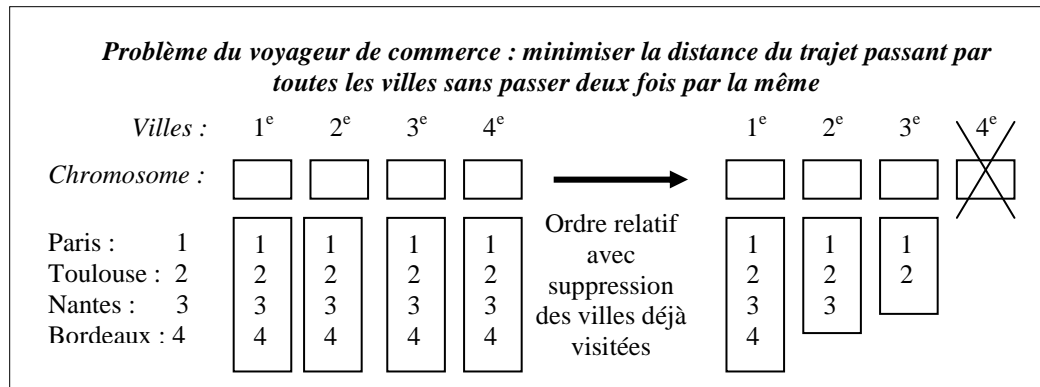 Problème du voyageur de commerce : minimiser la distance du trajet passant par
toutes les villes sans passer deux fois par la même
Villes : 1e 2e 3e 4e 1e 2e 3e 4e
Chromosome :
Paris : 1 1 1 1 1 Ordre relatif 1 1 1
Toulouse : 2 2 2 2 2 avec 2 2 2
Nantes : 3 3 3 3 3 suppression 3 3
Bordeaux : 4 4 4 4 4 des villes déjà 4
visitées